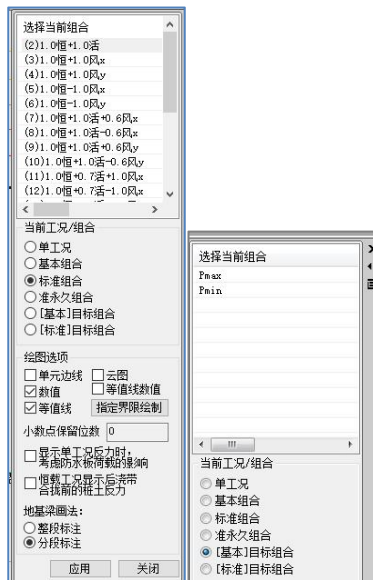 选择当前组合
(2)1.0恒+1.0活
(3)1.0恒+1.0风x
(4)1.0恒+1.0风y
(5)1.0恒-1.0风x
(6)1.0恒-1.0风y
(7)1.0恒+1.0活+0.6风x
(8)1.0恒+1.0活-0.6风x
(9)1.0恒+1.0活+0.6风y
(10)1.0恒+1.0活-0.6风y
(11)1.0恒+0.7活+1.0风x
(12)1.0恒+0.7活-1.0风x
当前工况/组合
单工况
基本组合
标准组合
准永久组合
[基本]目标组合
[标准]目标组合
绘图选项
单元边线 云图
数值 等值线数值
等值线 指定界限绘制
小数点保留位数 0
显示单工况反力时,
考虑防水板荷载的影响
恒载工况显示后浇带
合拢前的桩土反力
地基梁画法:
整段标注
分段标注
应用 关闭
选择当前组合
Pmax
Pmin
当前工况/组合
单工况
基本组合
标准组合
准永久组合
[基本]目标组合
[标准]目标组合